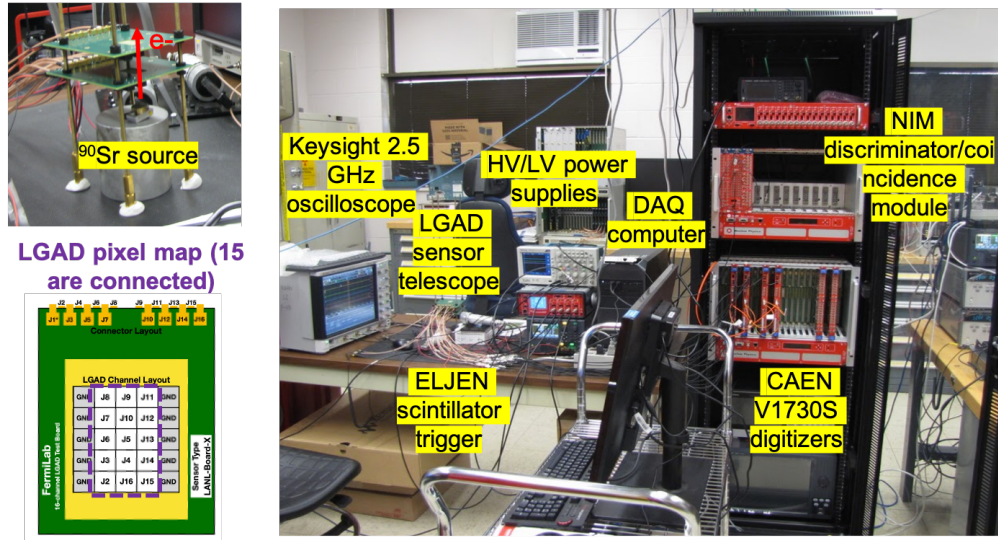 e-
90Sr source
LGAD pixel map (15
are connected)
J2 J4 J6 J8 J9 J11 J13 J15
J1* J3 J5 J7 J10 J12 J14 J16
Connector Layout
LGAD Channel Layout
GND J8 J9 J11 GND
GND J7 J10 J12 GND
GND J6 J5 J13 GND
GND J3 J4 J14 GND
GND J2 J16 J15 GND
FermiLab
16-channel LGAD Test Board
Sensor Type
LANL-Board-X
Keysight 2.5
GHz
oscilloscope
LGAD
sensor
telescope
HV/LV power
supplies
DAQ
computer
NIM
discriminator/coi
ncidence
module
ELJEN
scintillator
trigger
CAEN
V1730S
digitizers